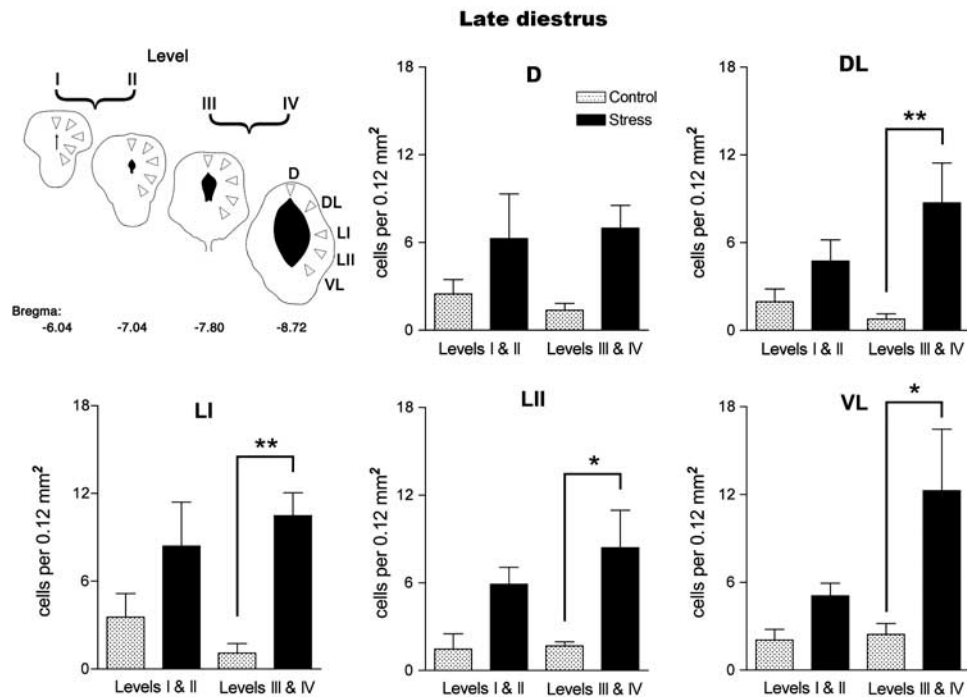 Late diestrus
Level
I II
III IV
D
DL
LI
LII
VL
Bregma:
-6.04 -7.04 -7.80 -8.72
D
18
12
6
0
cells per 0.12 mm²
Control
Stress
Levels I & II Levels III & IV
DL
18
12
6
0
cells per 0.12 mm²
**
Levels I & II Levels III & IV
LI
18
12
6
0
cells per 0.12 mm²
**
Levels I & II Levels III & IV
LII
18
12
6
0
cells per 0.12 mm²
*
Levels I & II Levels III & IV
VL
18
12
6
0
cells per 0.12 mm²
*
Levels I & II Levels III & IV